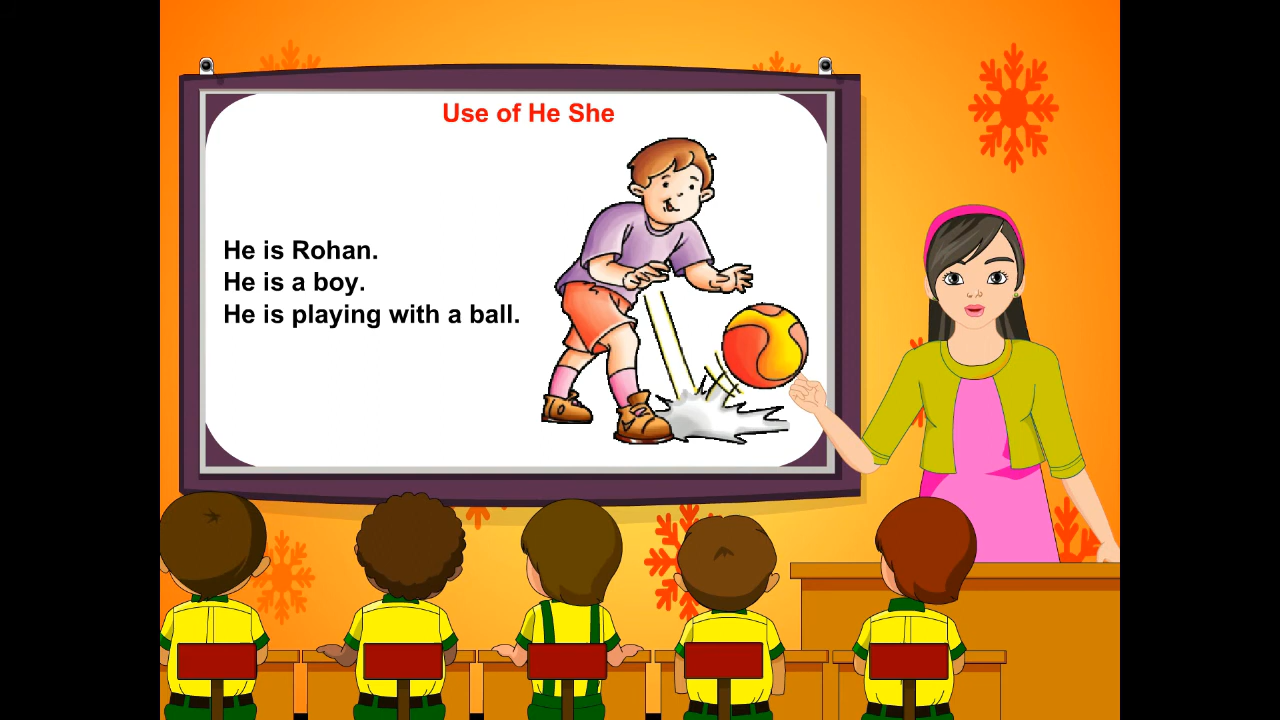 Use of He She
He is Rohan.
He is a boy.
He is playing with a ball.